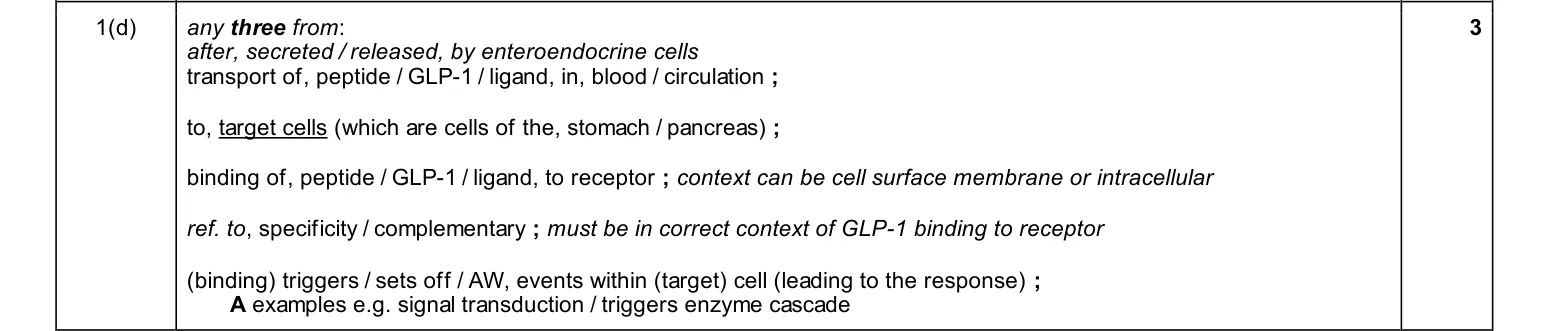 1(d) any three from: 3
after, secreted / released, by enteroendocrine cells
transport of, peptide / GLP-1 / ligand, in, blood / circulation ;
to, target cells (which are cells of the, stomach / pancreas) ;
binding of, peptide / GLP-1 / ligand, to receptor ; context can be cell surface membrane or intracellular
ref. to, specificity / complementary ; must be in correct context of GLP-1 binding to receptor
(binding) triggers / sets off / AW, events within (target) cell (leading to the response) ;
A examples e.g. signal transduction / triggers enzyme cascade